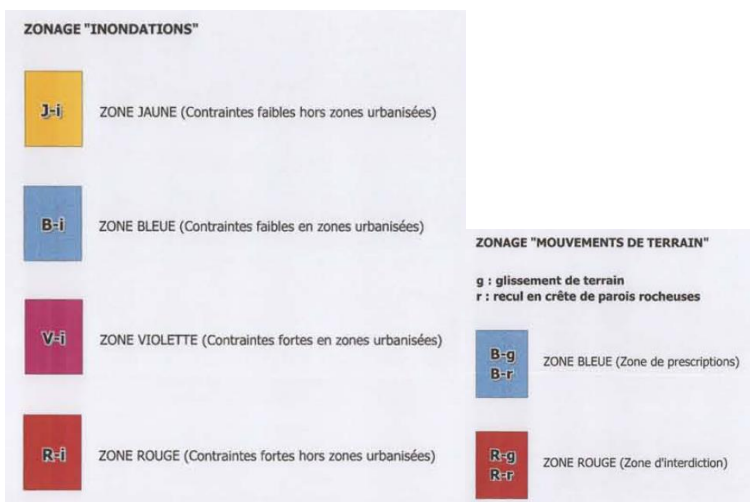 ZONAGE "INONDATIONS"
J-i
ZONE JAUNE (Contraintes faibles hors zones urbanisées)
B-i
ZONE BLEUE (Contraintes faibles en zones urbanisées)
V-i
ZONE VIOLETTE (Contraintes fortes en zones urbanisées)
R-i
ZONE ROUGE (Contraintes fortes hors zones urbanisées)
ZONAGE "MOUVEMENTS DE TERRAIN"
g : glissement de terrain
r : recul en crête de parois rocheuses
B-g
B-r
ZONE BLEUE (Zone de prescriptions)
R-g
R-r
ZONE ROUGE (Zone d'interdiction)